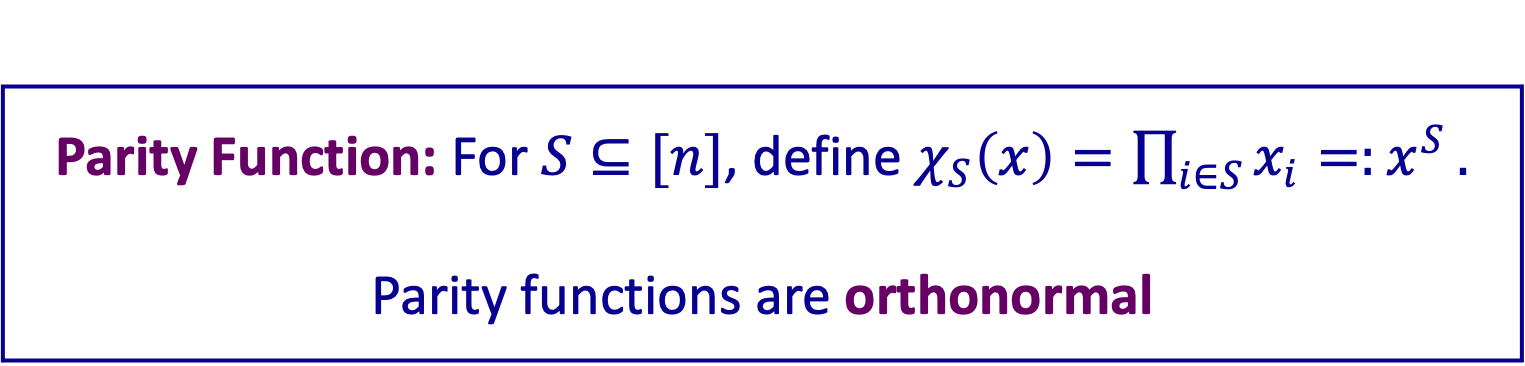 Parity Function: For 𝑆 ⊆ [𝑛], define 𝜒_𝑆(𝑥) = ∏_{𝑖∈𝑆} 𝑥_𝑖 =: 𝑥^𝑆 .
Parity functions are orthonormal